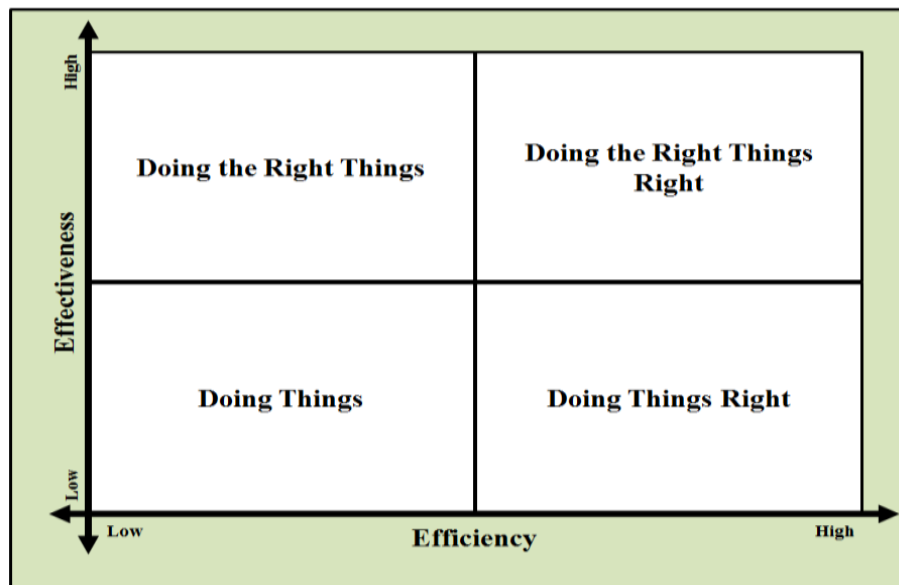 High
Doing the Right Things
Doing the Right Things
Right
Effectiveness
Doing Things
Doing Things Right
Low
Low
Efficiency
High